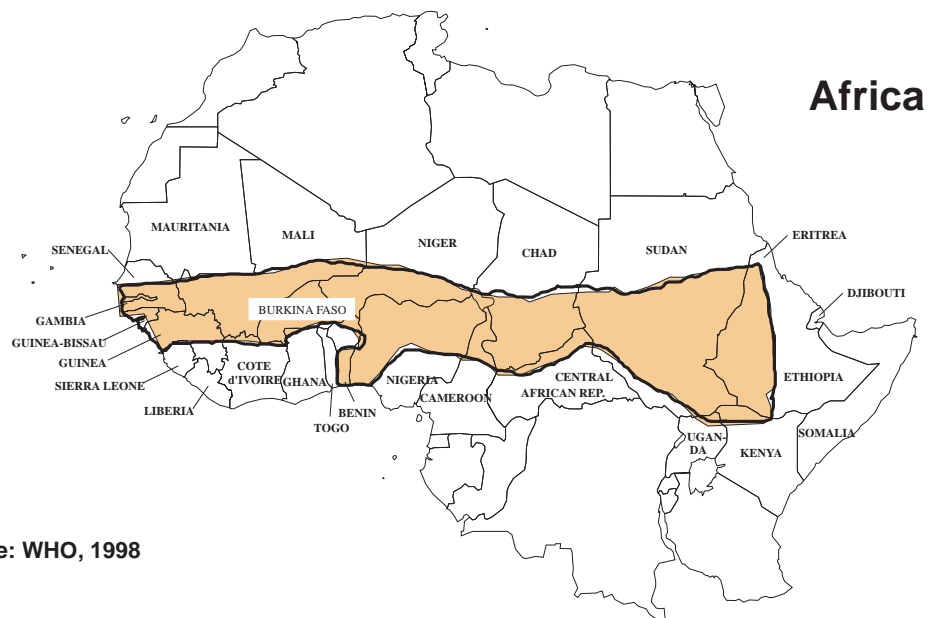 Africa
MAURITANIA
MALI
NIGER
CHAD
SUDAN
ERITREA
SENEGAL
DJIBOUTI
GAMBIA
BURKINA FASO
GUINEA-BISSAU
GUINEA
SIERRA LEONE
COTE
d'IVOIRE
GHANA
NIGERIA
CENTRAL
AFRICAN REP.
ETHIOPIA
CAMEROON
LIBERIA
BENIN
TOGO
UGAN-
DA
KENYA
SOMALIA
e: WHO, 1998